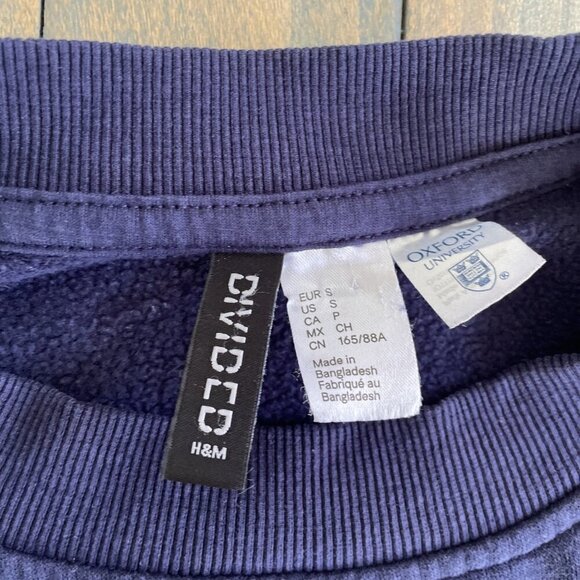 DIVIDED
H&M
EUR S
US S
CA P
MX CH
CN 165/88A
Made in
Bangladesh
Fabriqué au
Bangladesh
OXFORD
UNIVERSITY
®